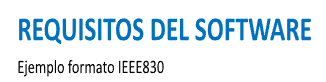 REQUISITOS DEL SOFTWARE
Ejemplo formato IEEE830